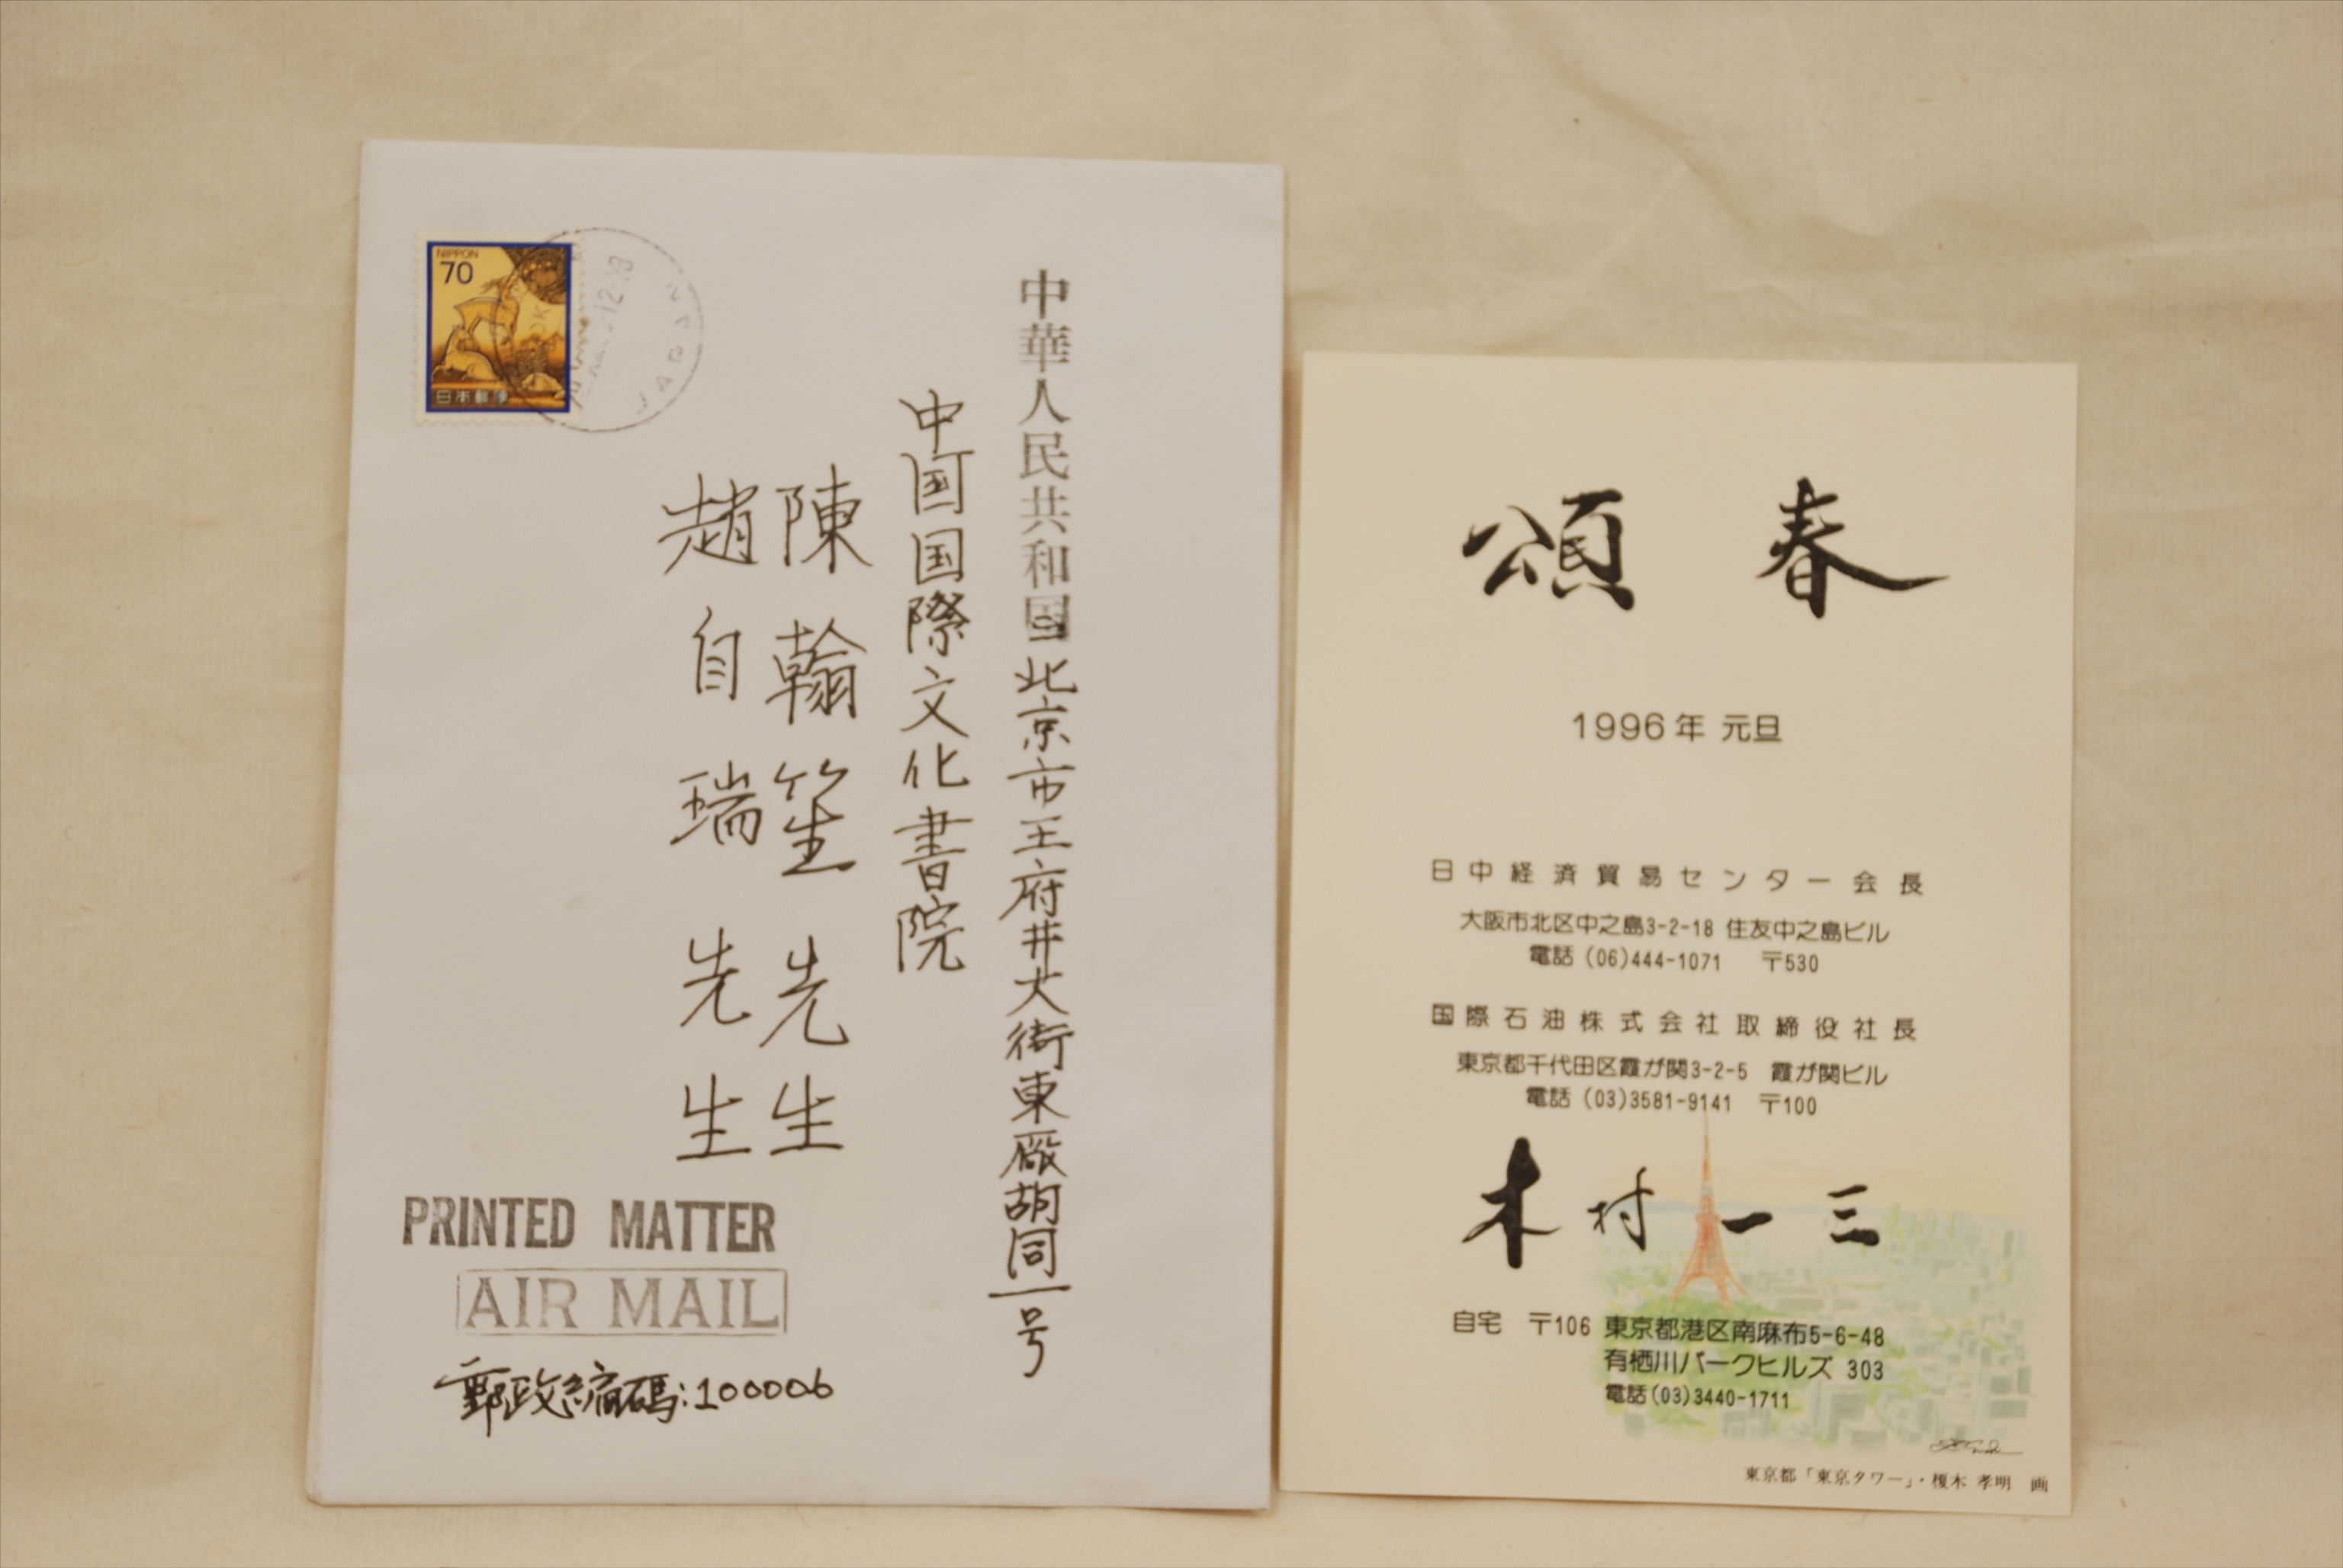 NIPPON
70
日本郵便
12.18
JAPAN
中華人民共和国北京市王府井大街東廠胡同一号
中国国際文化書院
陳翰笙先生
趙自瑞先生
PRINTED MATTER
AIR MAIL
郵政編碼:100006
頌春
1996年 元旦
日中経済貿易センター会長
大阪市北区中之島3-2-18 住友中之島ビル
電話 (06)444-1071 〒530
国際石油株式会社取締役社長
東京都千代田区霞が関3-2-5 霞が関ビル
電話 (03)3581-9141 〒100
木村一三
自宅 〒106 東京都港区南麻布5-6-48
有栖川パークヒルズ 303
電話(03)3440-1711
東京都「東京タワー」・榎木 孝明 画